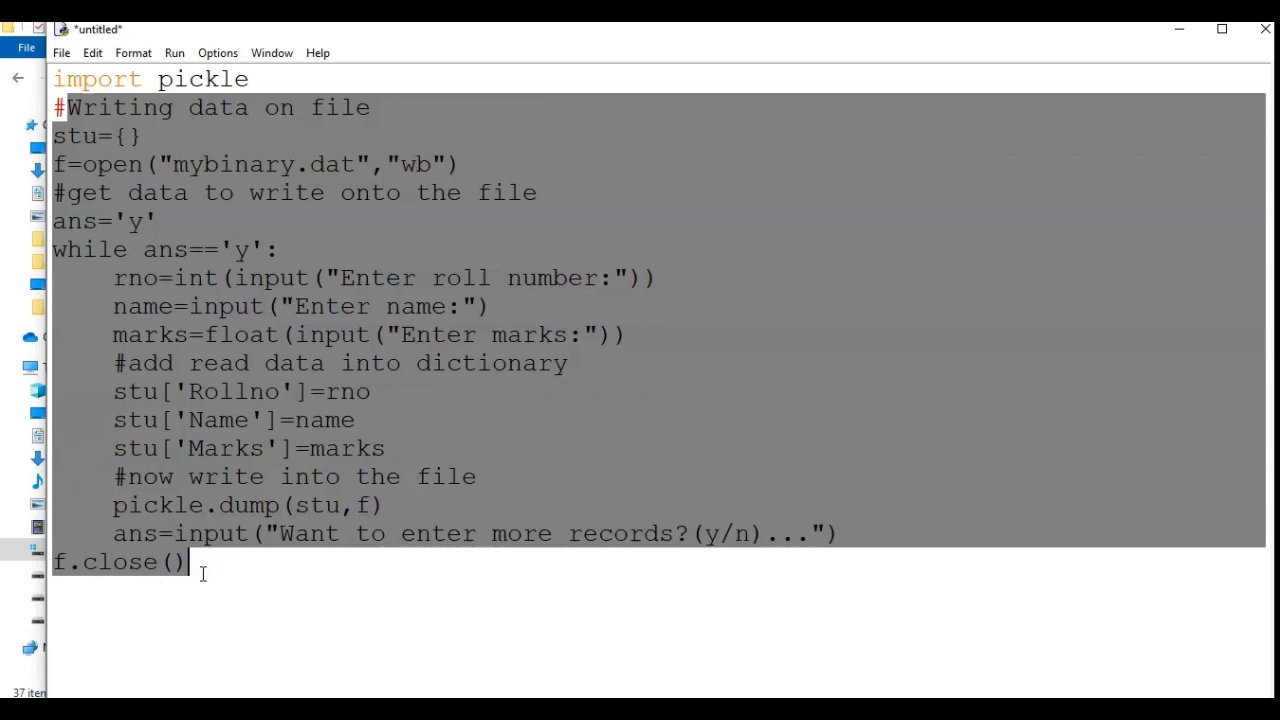 *untitled*
File
File Edit Format Run Options Window Help
import pickle
#Writing data on file
stu={}
f=open("mybinary.dat","wb")
#get data to write onto the file
ans='y'
while ans=='y':
    rno=int(input("Enter roll number:"))
    name=input("Enter name:")
    marks=float(input("Enter marks:"))
    #add read data into dictionary
    stu['Rollno']=rno
    stu['Name']=name
    stu['Marks']=marks
    #now write into the file
    pickle.dump(stu,f)
    ans=input("Want to enter more records?(y/n)...")
f.close()
37 iten